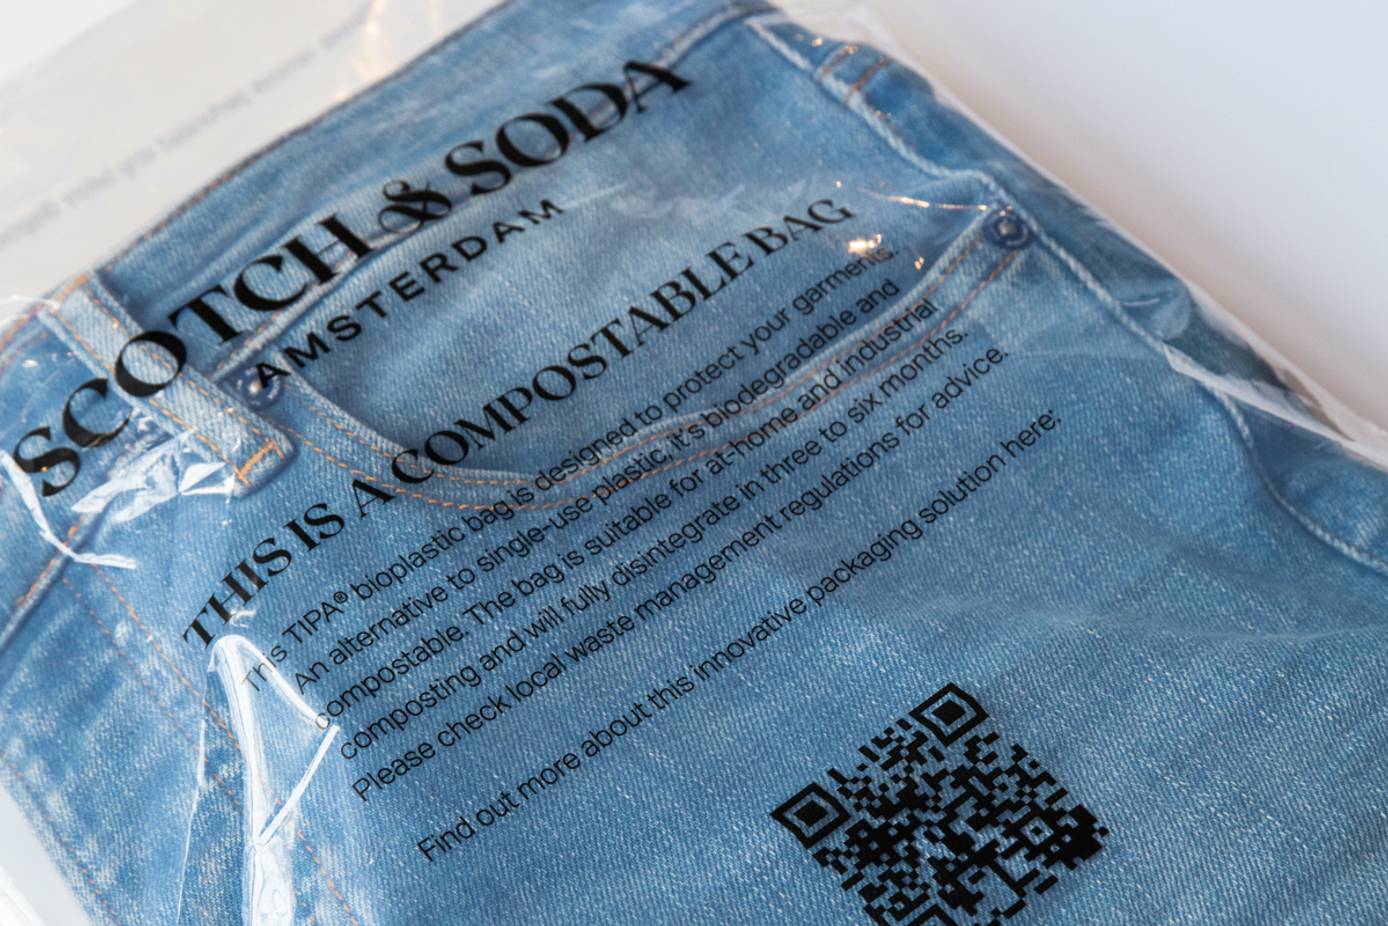 SCOTCH & SODA
AMSTERDAM
THIS IS A COMPOSTABLE BAG
This TIPA® bioplastic bag is designed to protect your garments.
An alternative to single-use plastic, it's biodegradable and
compostable. The bag is suitable for at-home and industrial
composting and will fully disintegrate in three to six months.
Please check local waste management regulations for advice.
Find out more about this innovative packaging solution here: